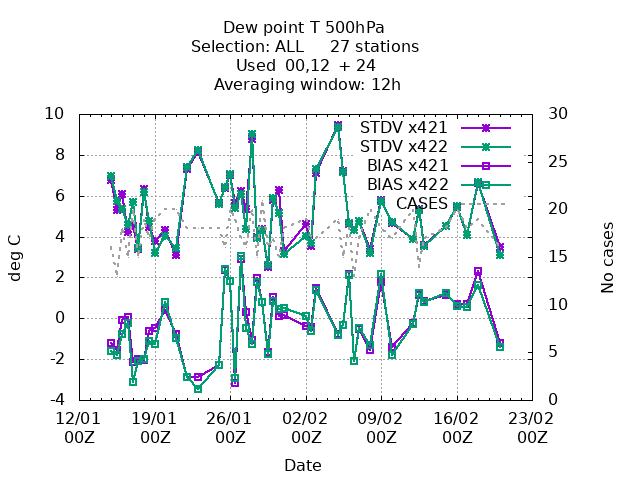 Dew point T 500hPa
Selection: ALL 27 stations
Used 00,12 + 24
Averaging window: 12h
10 30
STDV x421
STDV x422
8 25
BIAS x421
BIAS x422
6 20
CASES
4 15
deg C
No cases
2 10
0
-2 5
-4 0
12/01 19/01 26/01 02/02 09/02 16/02 23/02
00Z 00Z 00Z 00Z 00Z 00Z 00Z
Date